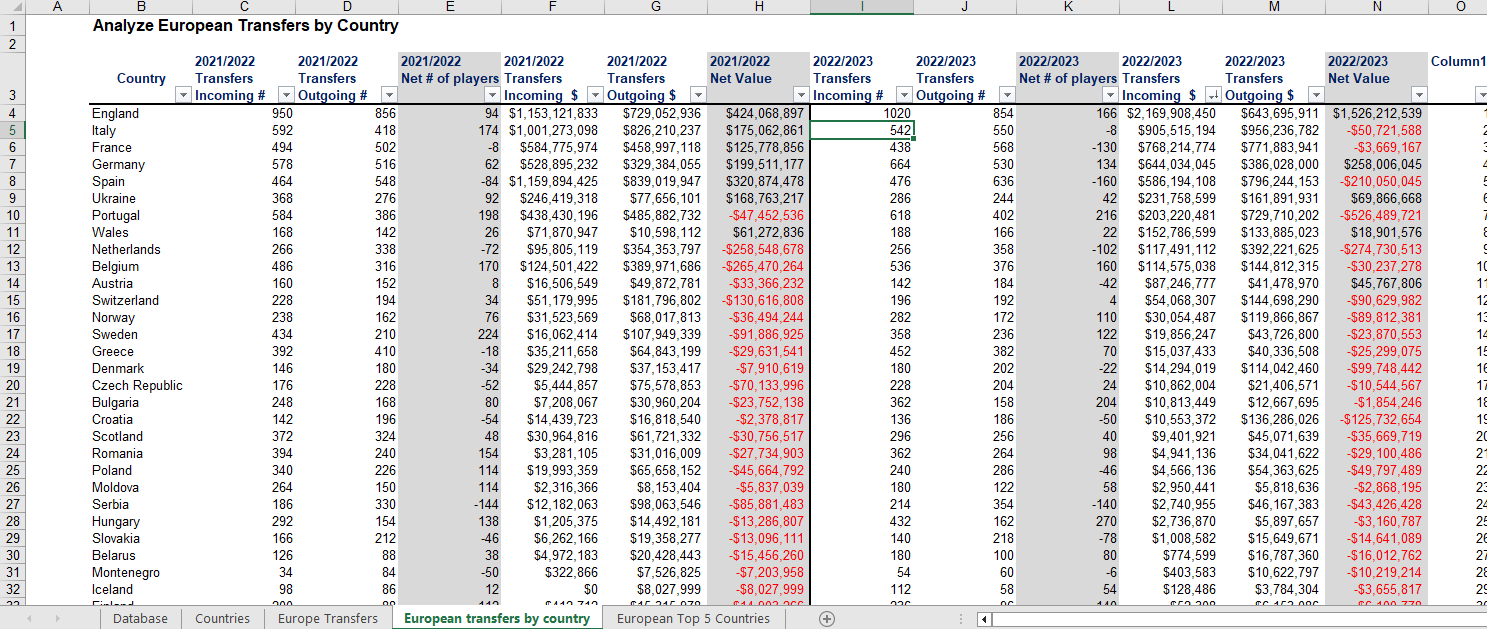 A B C D E F G H I J K L M N O
1 Analyze European Transfers by Country
2
2021/2022 2021/2022 2021/2022 2021/2022 2021/2022 2021/2022 2022/2023 2022/2023 2022/2023 2022/2023 2022/2023 2022/2023 Column1
Country Transfers Transfers Net # of players Transfers Transfers Net Value Transfers Transfers Net # of players Transfers Transfers Net Value
3 Incoming # Outgoing # Incoming $ Outgoing $ Incoming # Outgoing # Incoming $ Outgoing $
4 England 950 856 94 $1,153,121,833 $729,052,936 $424,068,897 1020 854 166 $2,169,908,450 $643,695,911 $1,526,212,539
5 Italy 592 418 174 $1,001,273,098 $826,210,237 $175,062,861 542 550 -8 $905,515,194 $956,236,782 -$50,721,588
6 France 494 502 -8 $584,775,974 $458,997,118 $125,778,856 438 568 -130 $768,214,774 $771,883,941 -$3,669,167
7 Germany 578 516 62 $528,895,232 $329,384,055 $199,511,177 664 530 134 $644,034,045 $386,028,000 $258,006,045
8 Spain 464 548 -84 $1,159,894,425 $839,019,947 $320,874,478 476 636 -160 $586,194,108 $796,244,153 -$210,050,045
9 Ukraine 368 276 92 $246,419,318 $77,656,101 $168,763,217 286 244 42 $231,758,599 $161,891,931 $69,866,668
10 Portugal 584 386 198 $438,430,196 $485,882,732 -$47,452,536 618 402 216 $203,220,481 $729,710,202 -$526,489,721
11 Wales 168 142 26 $71,870,947 $10,598,112 $61,272,836 188 166 22 $152,786,599 $133,885,023 $18,901,576
12 Netherlands 266 338 -72 $95,805,119 $354,353,797 -$258,548,678 256 358 -102 $117,491,112 $392,221,625 -$274,730,513
13 Belgium 486 316 170 $124,501,422 $389,971,686 -$265,470,264 536 376 160 $114,575,038 $144,812,315 -$30,237,278
14 Austria 160 152 8 $16,506,549 $49,872,781 -$33,366,232 142 184 -42 $87,246,777 $41,478,970 $45,767,806
15 Switzerland 228 194 34 $51,179,995 $181,796,802 -$130,616,808 196 192 4 $54,068,307 $144,698,290 -$90,629,982
16 Norway 238 162 76 $31,523,569 $68,017,813 -$36,494,244 282 172 110 $30,054,487 $119,866,867 -$89,812,381
17 Sweden 434 210 224 $16,062,414 $107,949,339 -$91,886,925 358 236 122 $19,856,247 $43,726,800 -$23,870,553
18 Greece 392 410 -18 $35,211,658 $64,843,199 -$29,631,541 452 382 70 $15,037,433 $40,336,508 -$25,299,075
19 Denmark 146 180 -34 $29,242,798 $37,153,417 -$7,910,619 180 202 -22 $14,294,019 $114,042,460 -$99,748,442
20 Czech Republic 176 228 -52 $5,444,857 $75,578,853 -$70,133,996 228 204 24 $10,862,004 $21,406,571 -$10,544,567
21 Bulgaria 248 168 80 $7,208,067 $30,960,204 -$23,752,138 362 158 204 $10,813,449 $12,667,695 -$1,854,246
22 Croatia 142 196 -54 $14,439,723 $16,818,540 -$2,378,817 136 186 -50 $10,553,372 $136,286,026 -$125,732,654
23 Scotland 372 324 48 $30,964,816 $61,721,332 -$30,756,517 296 256 40 $9,401,921 $45,071,639 -$35,669,719
24 Romania 394 240 154 $3,281,105 $31,016,009 -$27,734,903 362 264 98 $4,941,136 $34,041,622 -$29,100,486
25 Poland 340 226 114 $19,993,359 $65,658,152 -$45,664,792 240 286 -46 $4,566,136 $54,363,625 -$49,797,489
26 Moldova 264 150 114 $2,316,366 $8,153,404 -$5,837,039 180 122 58 $2,950,441 $5,818,636 -$2,868,195
27 Serbia 186 330 -144 $12,182,063 $98,063,546 -$85,881,483 214 354 -140 $2,740,955 $46,167,383 -$43,426,428
28 Hungary 292 154 138 $1,205,375 $14,492,181 -$13,286,807 432 162 270 $2,736,870 $5,897,657 -$3,160,787
29 Slovakia 166 212 -46 $6,262,166 $19,358,277 -$13,096,111 140 218 -78 $1,008,582 $15,649,671 -$14,641,089
30 Belarus 126 88 38 $4,972,183 $20,428,443 -$15,456,260 180 100 80 $774,599 $16,787,360 -$16,012,762
31 Montenegro 34 84 -50 $322,866 $7,526,825 -$7,203,958 54 60 -6 $403,583 $10,622,797 -$10,219,214
32 Iceland 98 86 12 $0 $8,027,999 -$8,027,999 112 58 54 $128,486 $3,784,304 -$3,655,817
Database Countries Europe Transfers European transfers by country European Top 5 Countries